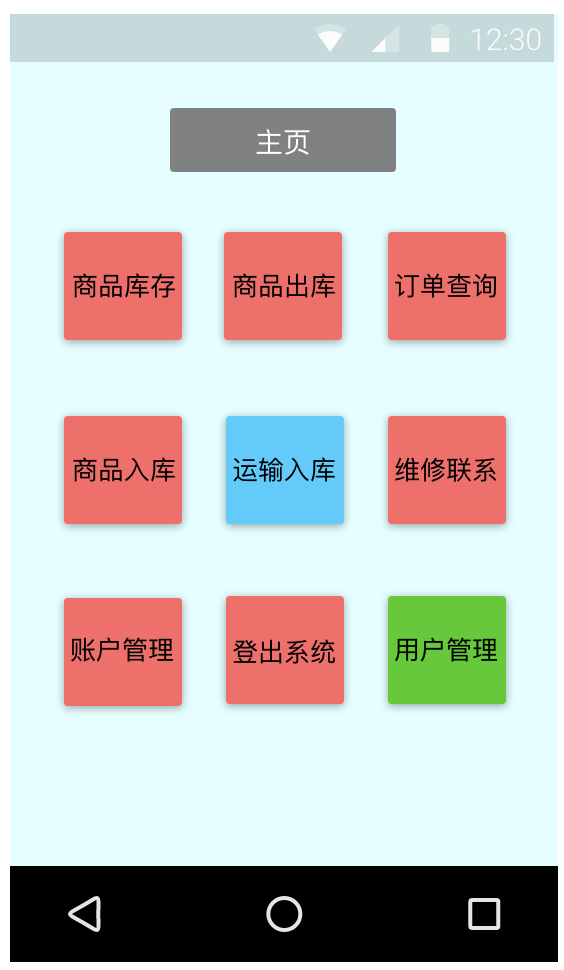 12:30
主页
商品库存
商品出库
订单查询
商品入库
运输入库
维修联系
账户管理
登出系统
用户管理